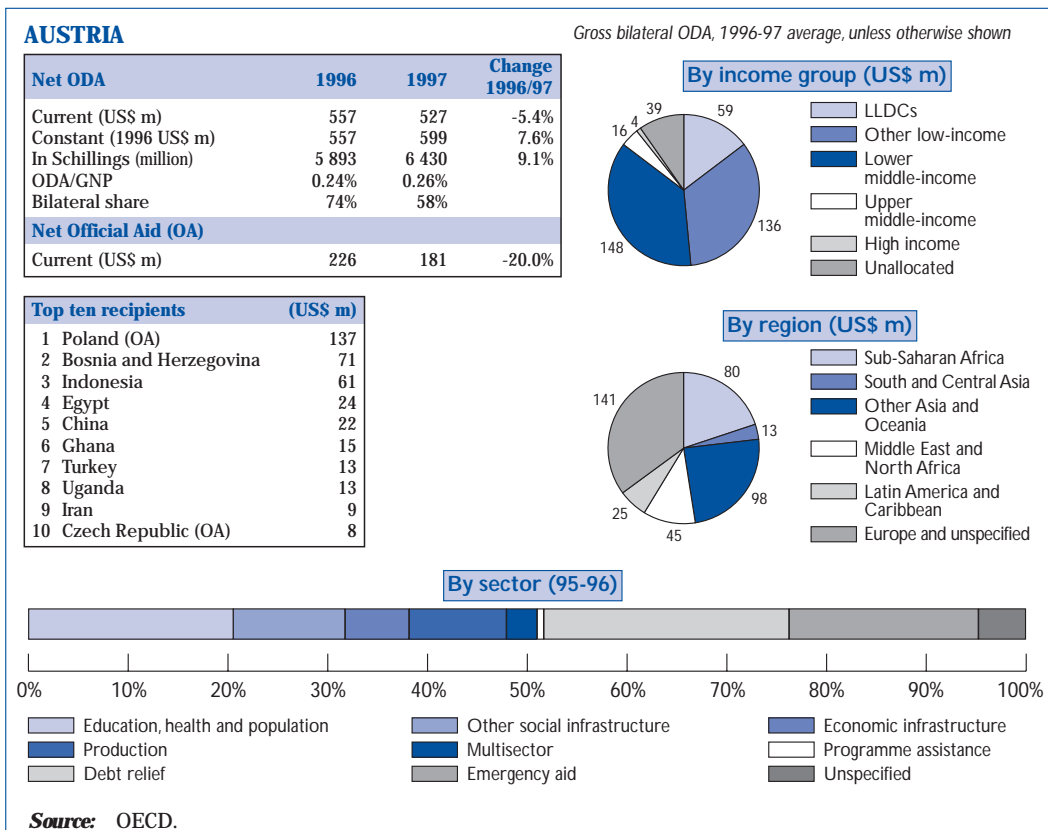 AUSTRIA
Gross bilateral ODA, 1996-97 average, unless otherwise shown
Net ODA 1996 1997 Change 1996/97
Current (US$ m) 557 527 -5.4%
Constant (1996 US$ m) 557 599 7.6%
In Schillings (million) 5 893 6 430 9.1%
ODA/GNP 0.24% 0.26%
Bilateral share 74% 58%
Net Official Aid (OA)
Current (US$ m) 226 181 -20.0%
By income group (US$ m)
39
59
4
16
136
148
LLDCs
Other low-income
Lower
middle-income
Upper
middle-income
High income
Unallocated
Top ten recipients (US$ m)
1 Poland (OA) 137
2 Bosnia and Herzegovina 71
3 Indonesia 61
4 Egypt 24
5 China 22
6 Ghana 15
7 Turkey 13
8 Uganda 13
9 Iran 9
10 Czech Republic (OA) 8
By region (US$ m)
80
141
13
98
25
45
Sub-Saharan Africa
South and Central Asia
Other Asia and
Oceania
Middle East and
North Africa
Latin America and
Caribbean
Europe and unspecified
By sector (95-96)
0% 10% 20% 30% 40% 50% 60% 70% 80% 90% 100%
Education, health and population Other social infrastructure Economic infrastructure
Production Multisector Programme assistance
Debt relief Emergency aid Unspecified
Source: OECD.